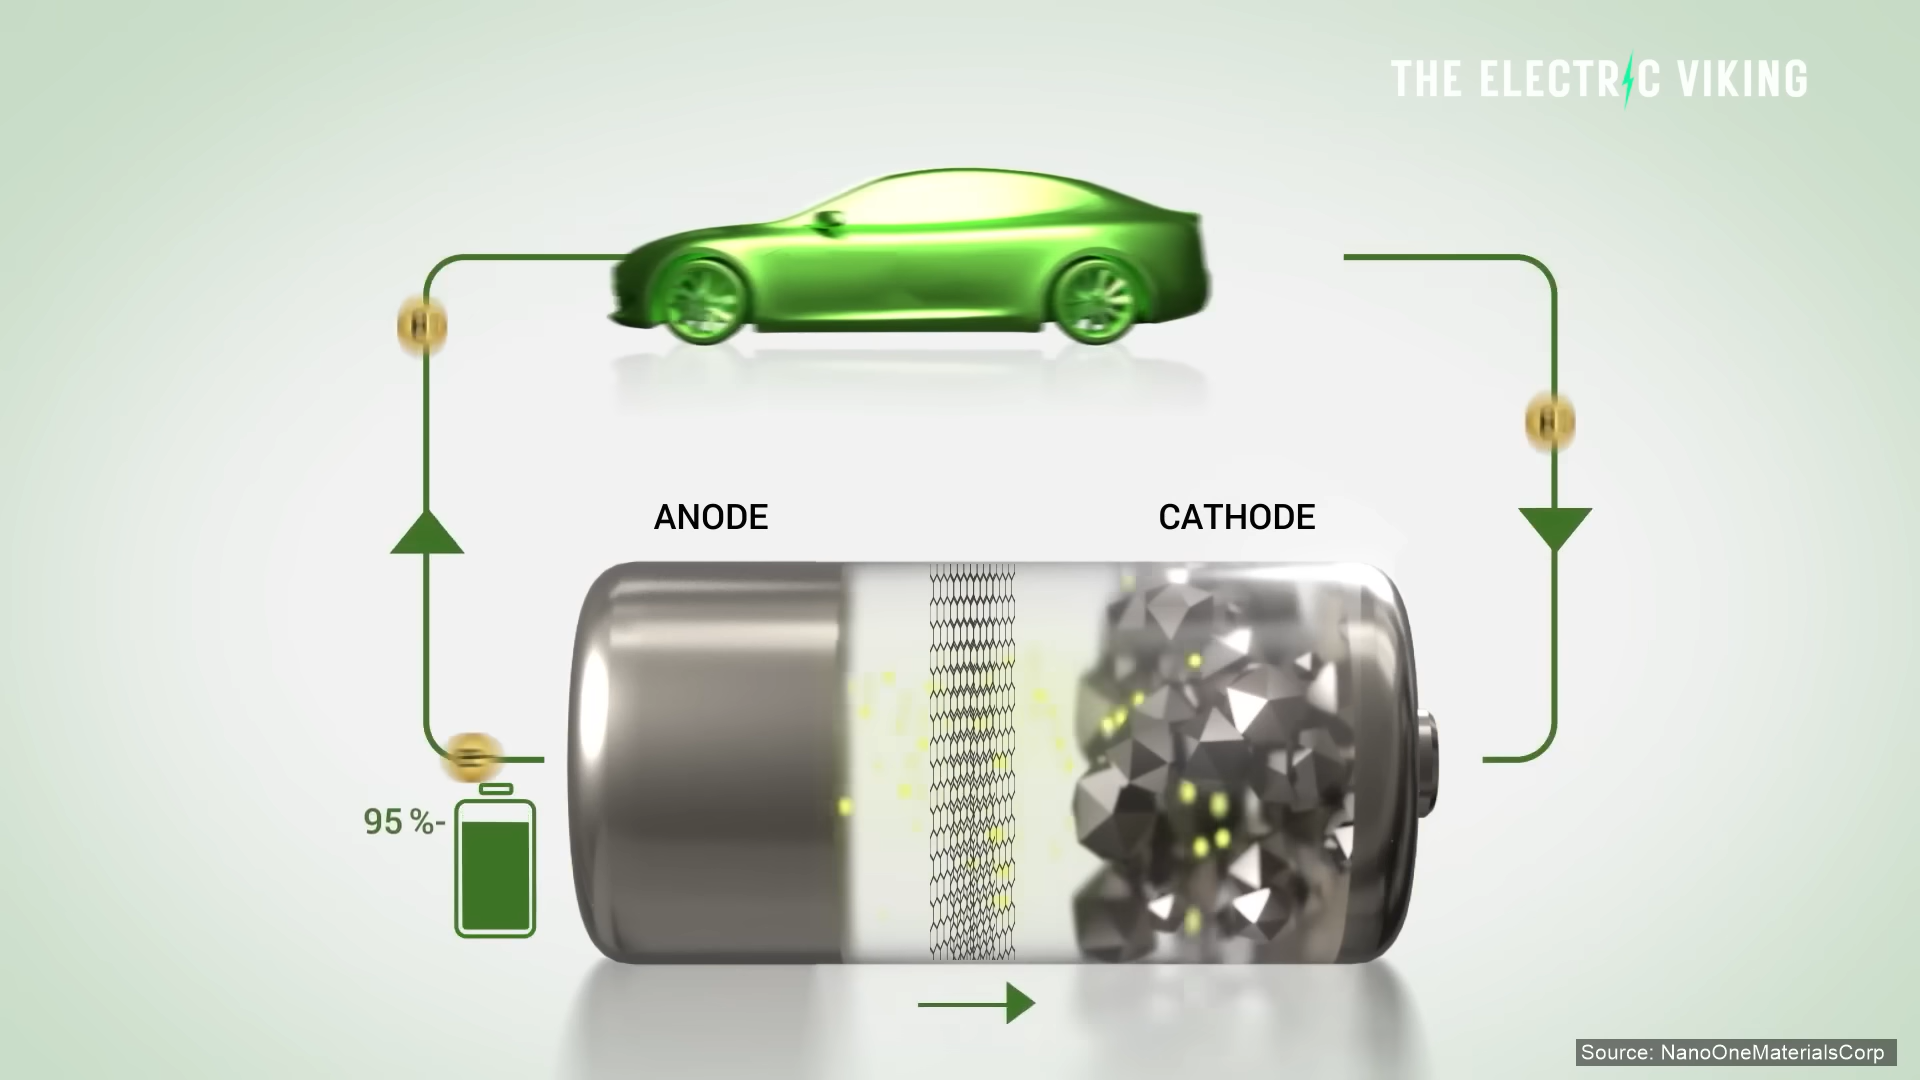 THE ELECTRIC VIKING
ANODE
CATHODE
95 %-
Source: NanoOneMaterialsCorp